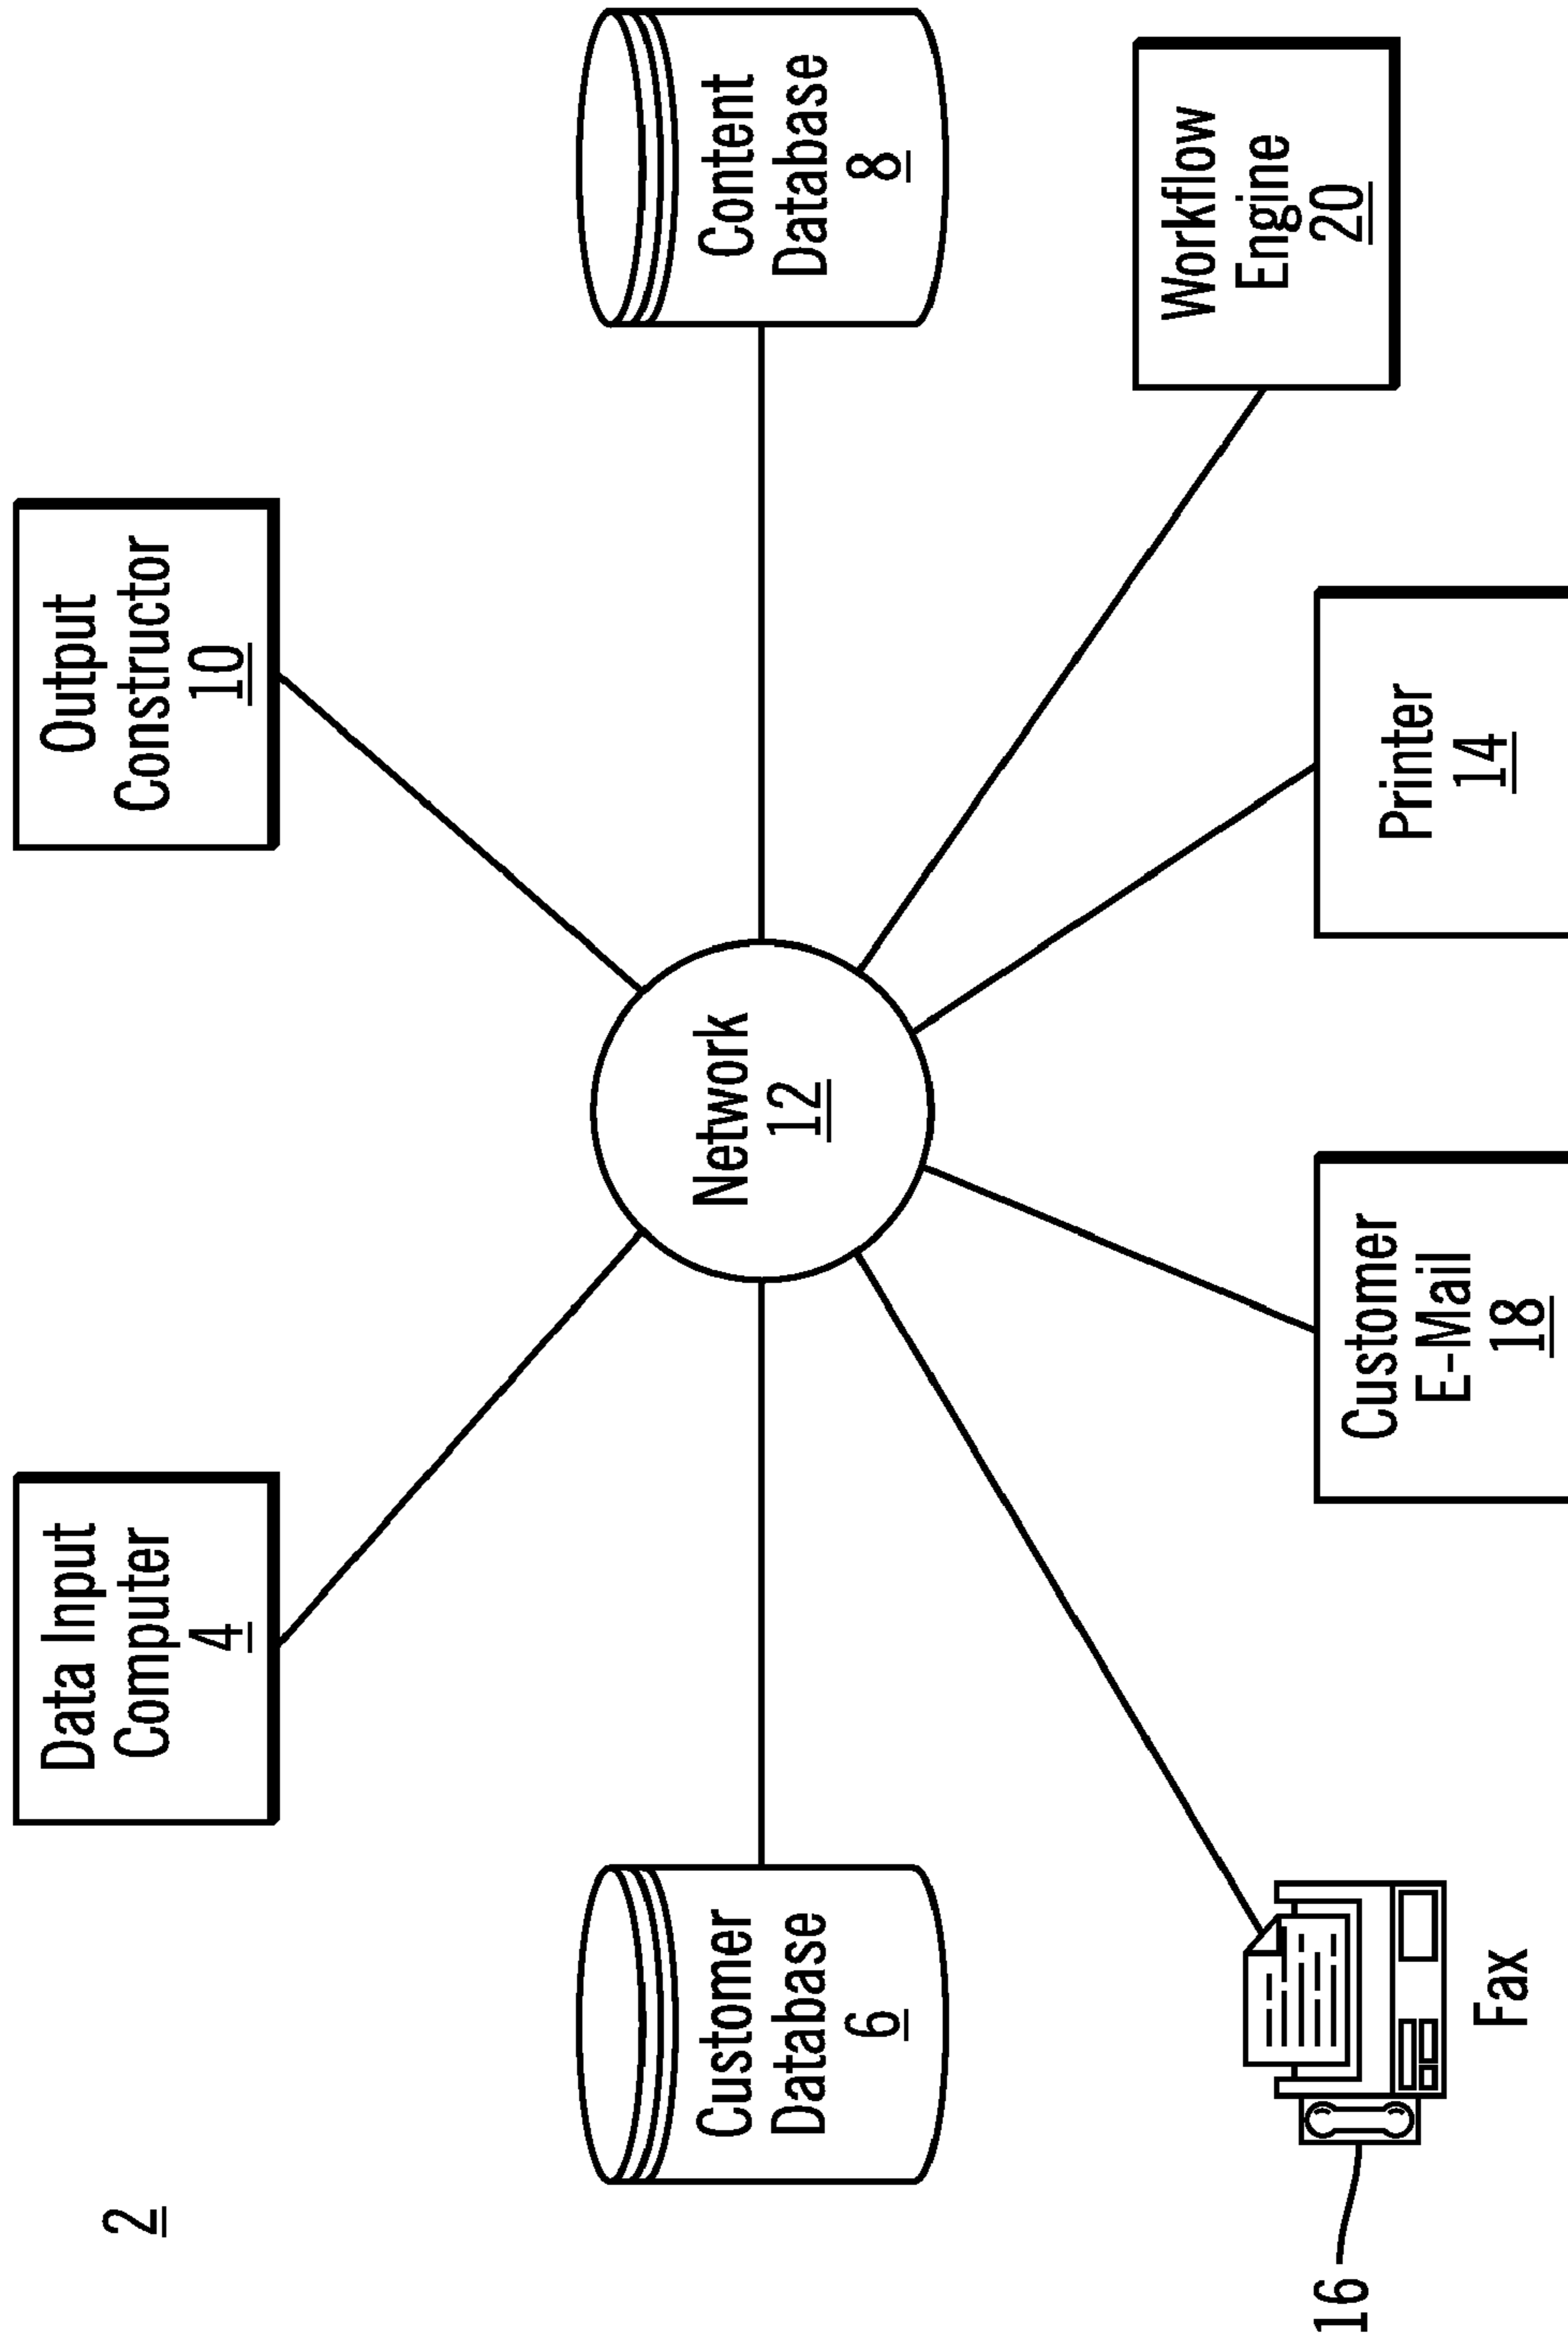 2
Data Input
Computer
4
Output
Constructor
10
Customer
Database
6
Network
12
Content
Database
8
16
Fax
Customer
E-Mail
18
Printer
14
Workflow
Engine
20